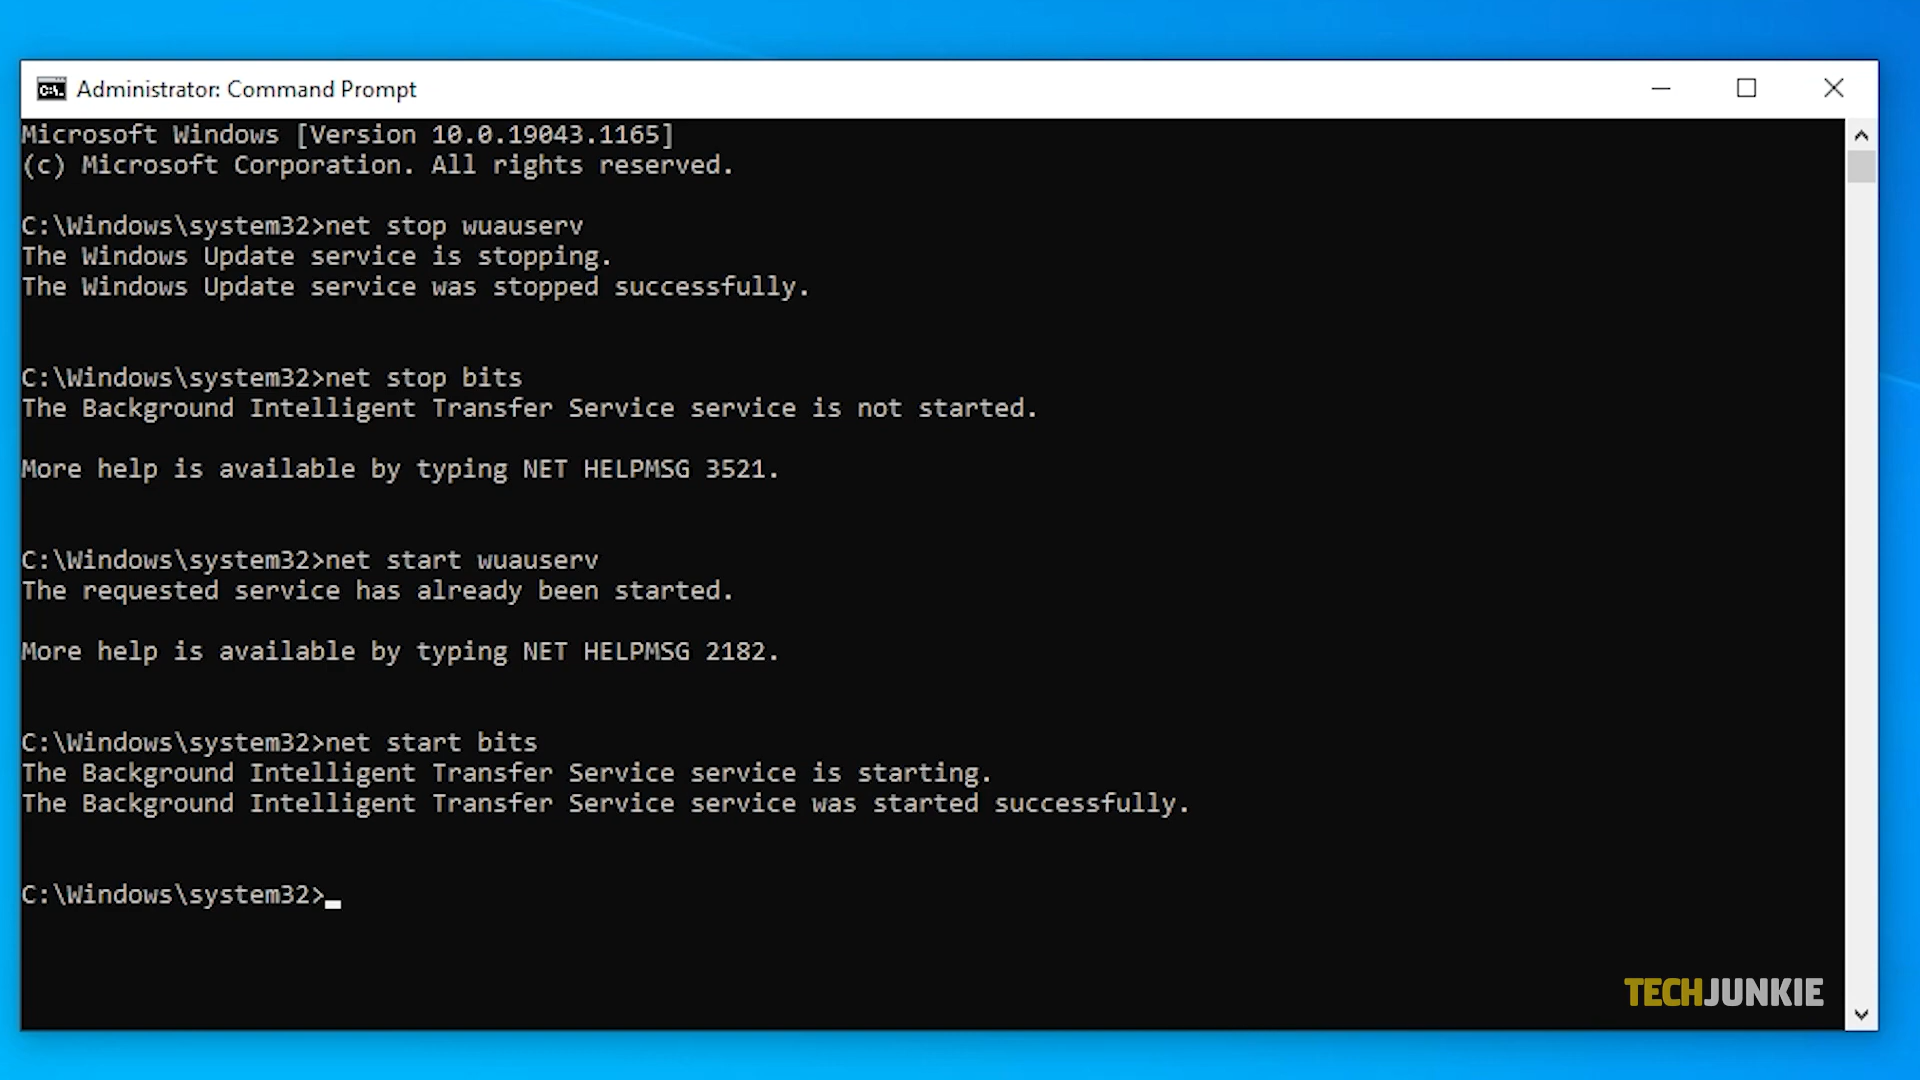 Administrator: Command Prompt
Microsoft Windows [Version 10.0.19043.1165]
(c) Microsoft Corporation. All rights reserved.
C:\Windows\system32>net stop wuauserv
The Windows Update service is stopping.
The Windows Update service was stopped successfully.
C:\Windows\system32>net stop bits
The Background Intelligent Transfer Service service is not started.
More help is available by typing NET HELPMSG 3521.
C:\Windows\system32>net start wuauserv
The requested service has already been started.
More help is available by typing NET HELPMSG 2182.
C:\Windows\system32>net start bits
The Background Intelligent Transfer Service service is starting.
The Background Intelligent Transfer Service service was started successfully.
C:\Windows\system32>
TECHJUNKIE